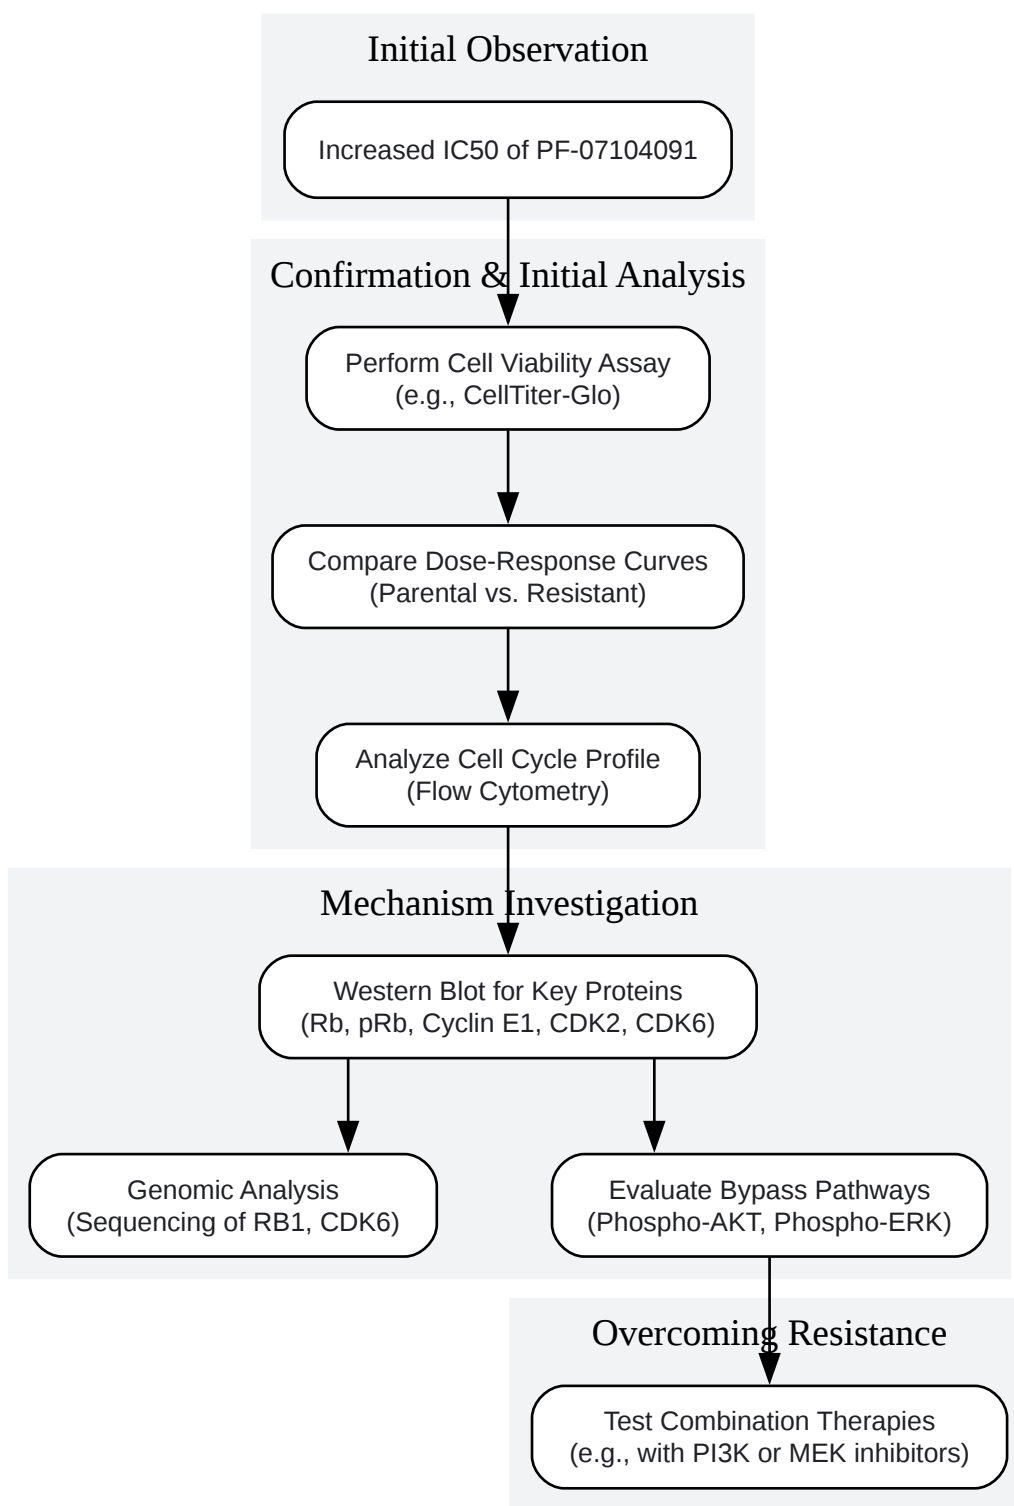 Initial Observation
Increased IC50 of PF-07104091
Confirmation & Initial Analysis
Perform Cell Viability Assay
(e.g., CellTiter-Glo)
Compare Dose-Response Curves
(Parental vs. Resistant)
Analyze Cell Cycle Profile
(Flow Cytometry)
Mechanism Investigation
Western Blot for Key Proteins
(Rb, pRb, Cyclin E1, CDK2, CDK6)
Genomic Analysis
(Sequencing of RB1, CDK6)
Evaluate Bypass Pathways
(Phospho-AKT, Phospho-ERK)
Overcoming Resistance
Test Combination Therapies
(e.g., with PI3K or MEK inhibitors)